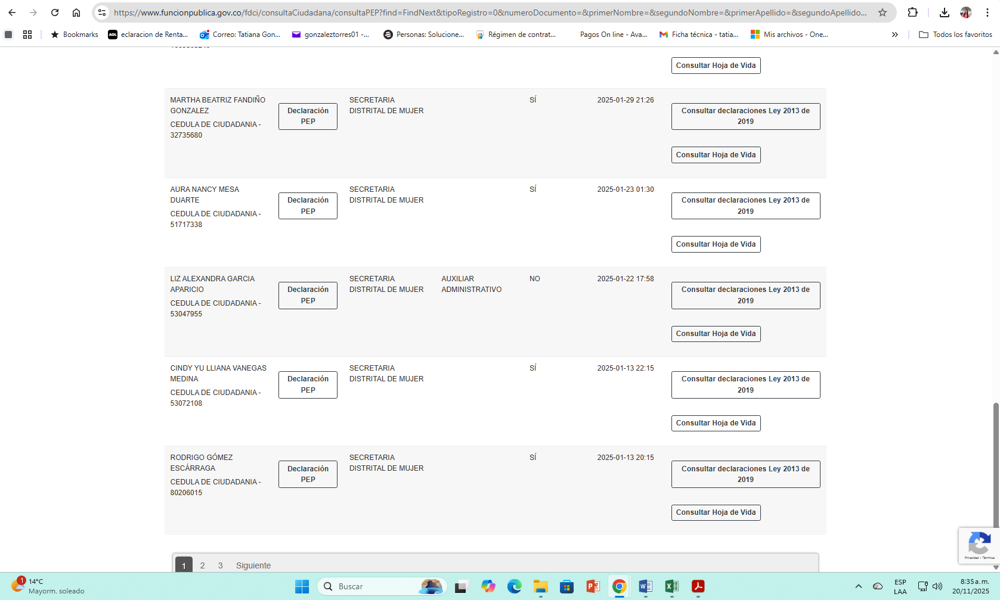 https://www.funcionpublica.gov.co/fdci/consultaCiudadana/consultaPEP?find=FindNext&tipoRegistro=0&numeroDocumento=&primerNombre=&segundoNombre=&primerApellido=&segundoApellido...
Bookmarks
AOL eclaracion de Renta...
Correo: Tatiana Gon...
gonzaleztorres01 -...
Personas: Solucione...
Régimen de contrat...
Pagos On line - Ava...
Ficha técnica - tatia...
Mis archivos - One...
»
Todos los favoritos
Consultar Hoja de Vida
MARTHA BEATRIZ FANDIÑO
GONZALEZ
CEDULA DE CIUDADANIA -
32735680
Declaración
PEP
SECRETARIA
DISTRITAL DE MUJER
SÍ
2025-01-29 21:26
Consultar declaraciones Ley 2013 de
2019
Consultar Hoja de Vida
AURA NANCY MESA
DUARTE
CEDULA DE CIUDADANIA -
51717338
Declaración
PEP
SECRETARIA
DISTRITAL DE MUJER
SÍ
2025-01-23 01:30
Consultar declaraciones Ley 2013 de
2019
Consultar Hoja de Vida
LIZ ALEXANDRA GARCIA
APARICIO
CEDULA DE CIUDADANIA -
53047955
Declaración
PEP
SECRETARIA
DISTRITAL DE MUJER
AUXILIAR
ADMINISTRATIVO
NO
2025-01-22 17:58
Consultar declaraciones Ley 2013 de
2019
Consultar Hoja de Vida
CINDY YU LLIANA VANEGAS
MEDINA
CEDULA DE CIUDADANIA -
53072108
Declaración
PEP
SECRETARIA
DISTRITAL DE MUJER
SÍ
2025-01-13 22:15
Consultar declaraciones Ley 2013 de
2019
Consultar Hoja de Vida
RODRIGO GÓMEZ
ESCÁRRAGA
CEDULA DE CIUDADANIA -
80206015
Declaración
PEP
SECRETARIA
DISTRITAL DE MUJER
SÍ
2025-01-13 20:15
Consultar declaraciones Ley 2013 de
2019
Consultar Hoja de Vida
Privacidad - Términos
1 2 3 Siguiente
1
14°C
Mayorm. soleado
Buscar
ESP
LAA
8:35 a. m.
20/11/2025